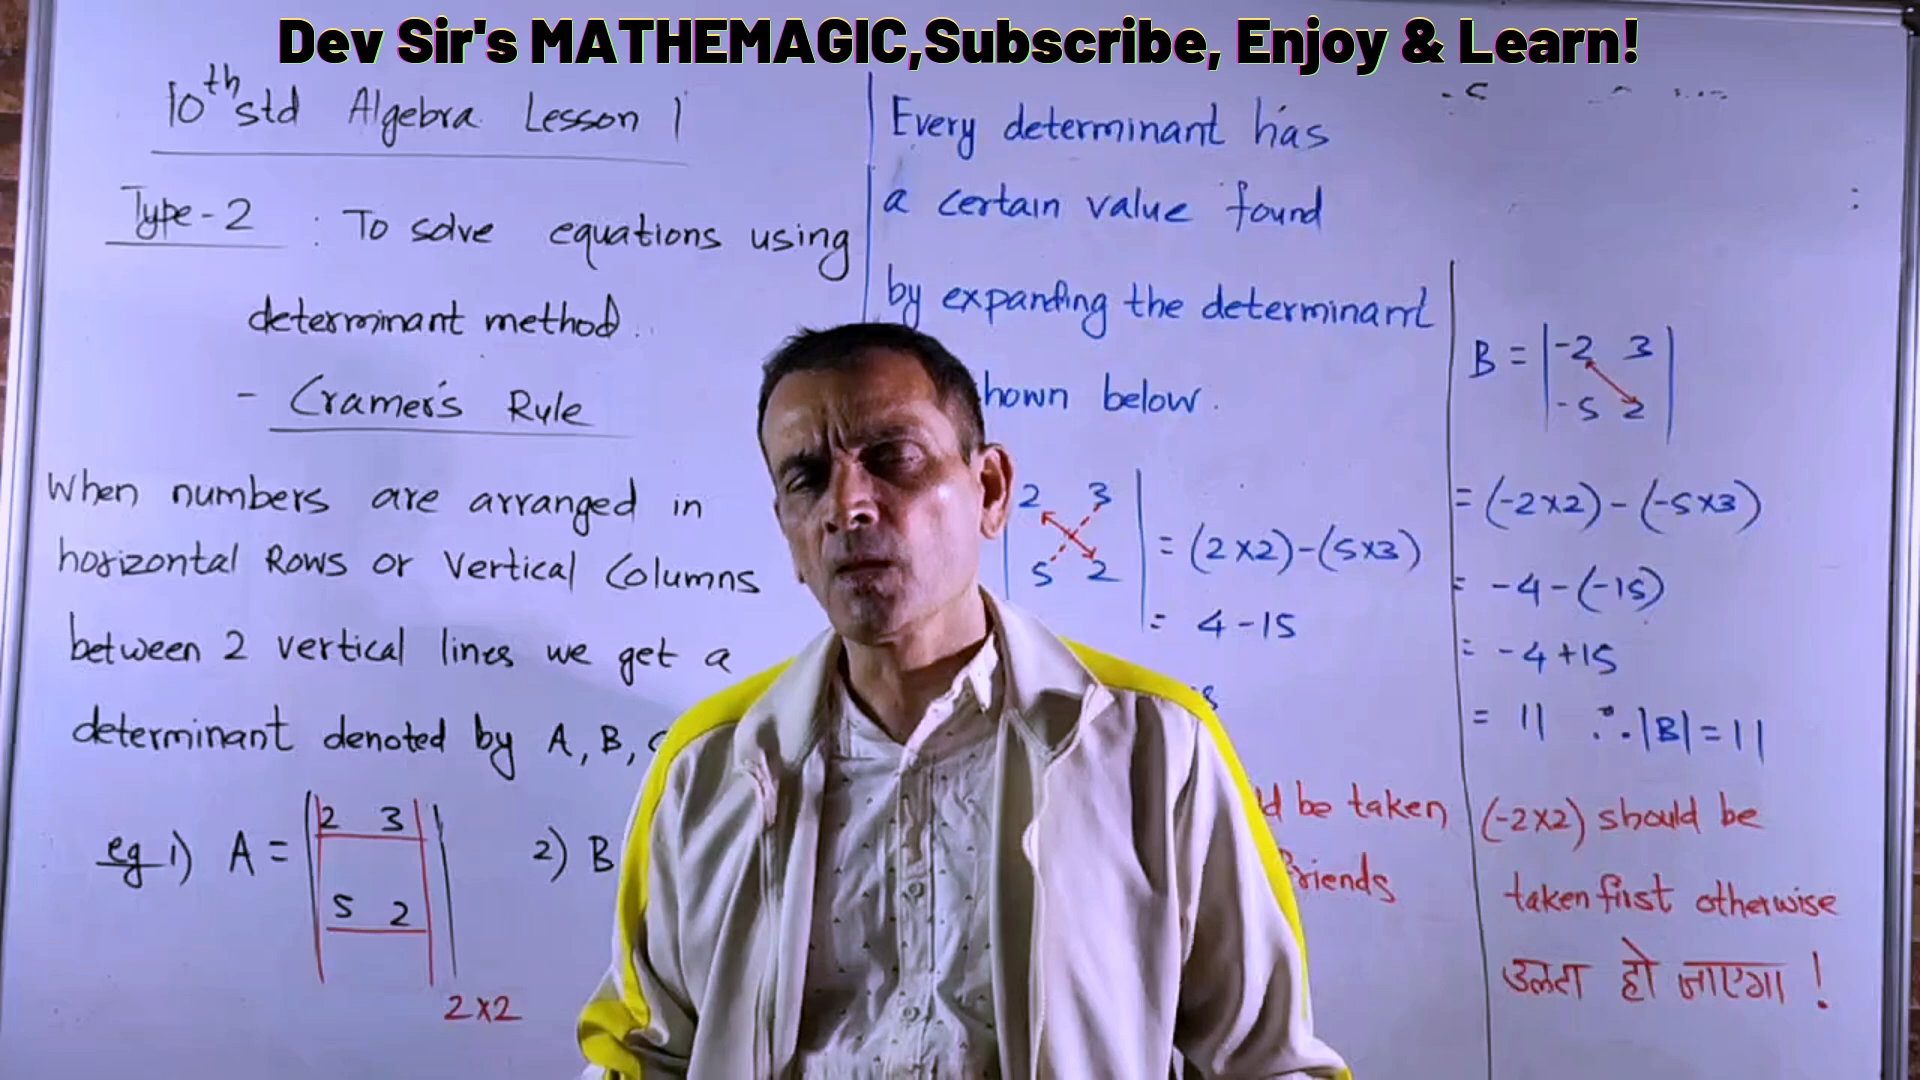 Dev Sir's MATHEMAGIC,Subscribe, Enjoy & Learn!
10th std Algebra Lesson 1
Type-2 : To solve equations using
determinant method.
- Cramer's Rule
When numbers are arranged in
horizontal Rows or Vertical Columns
between 2 vertical lines we get a
determinant denoted by A, B,
eg 1) A = | 2 3 |
5 2
2x2
2) B
Every determinant has
a certain value found
by expanding the determinant
hown below.
2 3
5 2
= (2x2)-(5x3)
= 4-15
be taken
friends
B = | -2 3 |
-5 2
= (-2x2)-(-5x3)
= -4-(-15)
= -4+15
= 11 ∴ |B| = 11
(-2x2) should be
taken first otherwise
उलटा हो जाएगा !